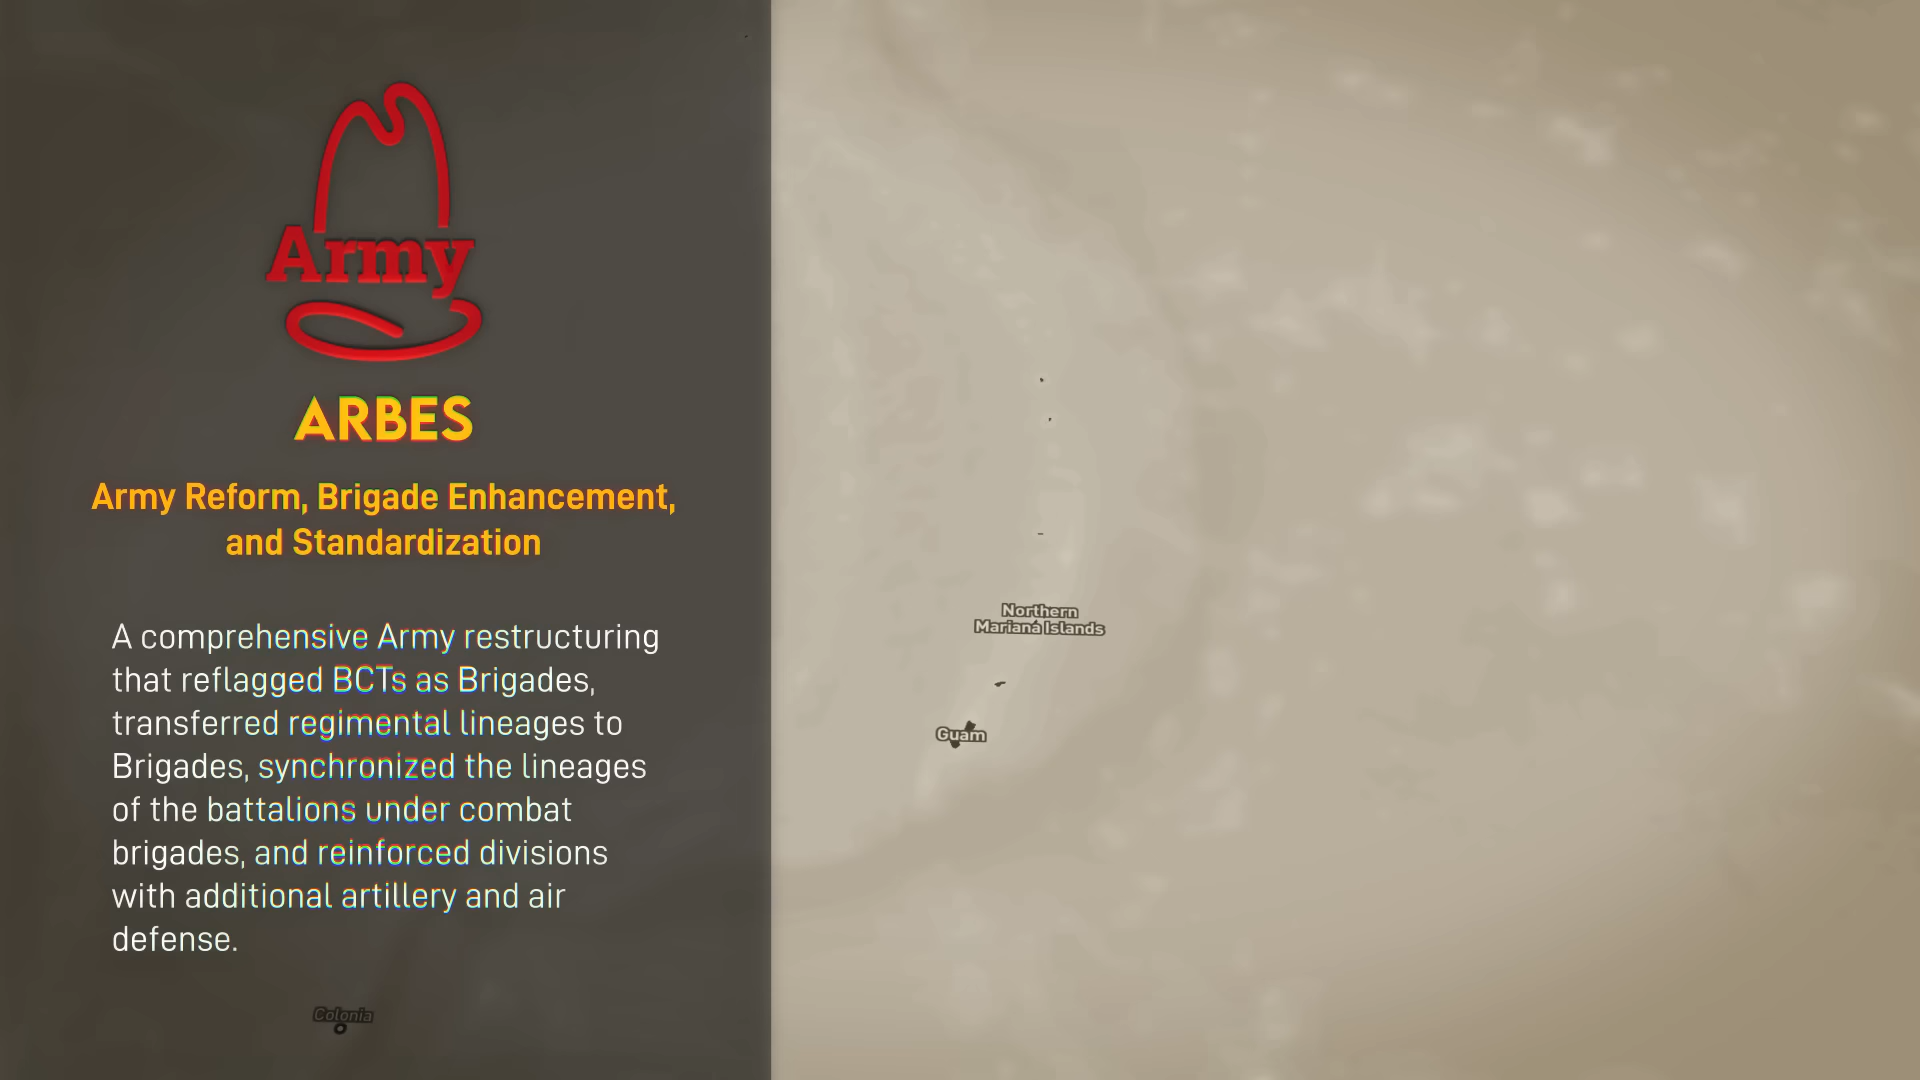 Army
ARBES
Army Reform, Brigade Enhancement,
and Standardization
A comprehensive Army restructuring
that reflagged BCTs as Brigades,
transferred regimental lineages to
Brigades, synchronized the lineages
of the battalions under combat
brigades, and reinforced divisions
with additional artillery and air
defense.
Colonia
Northern
Mariana Islands
Guam